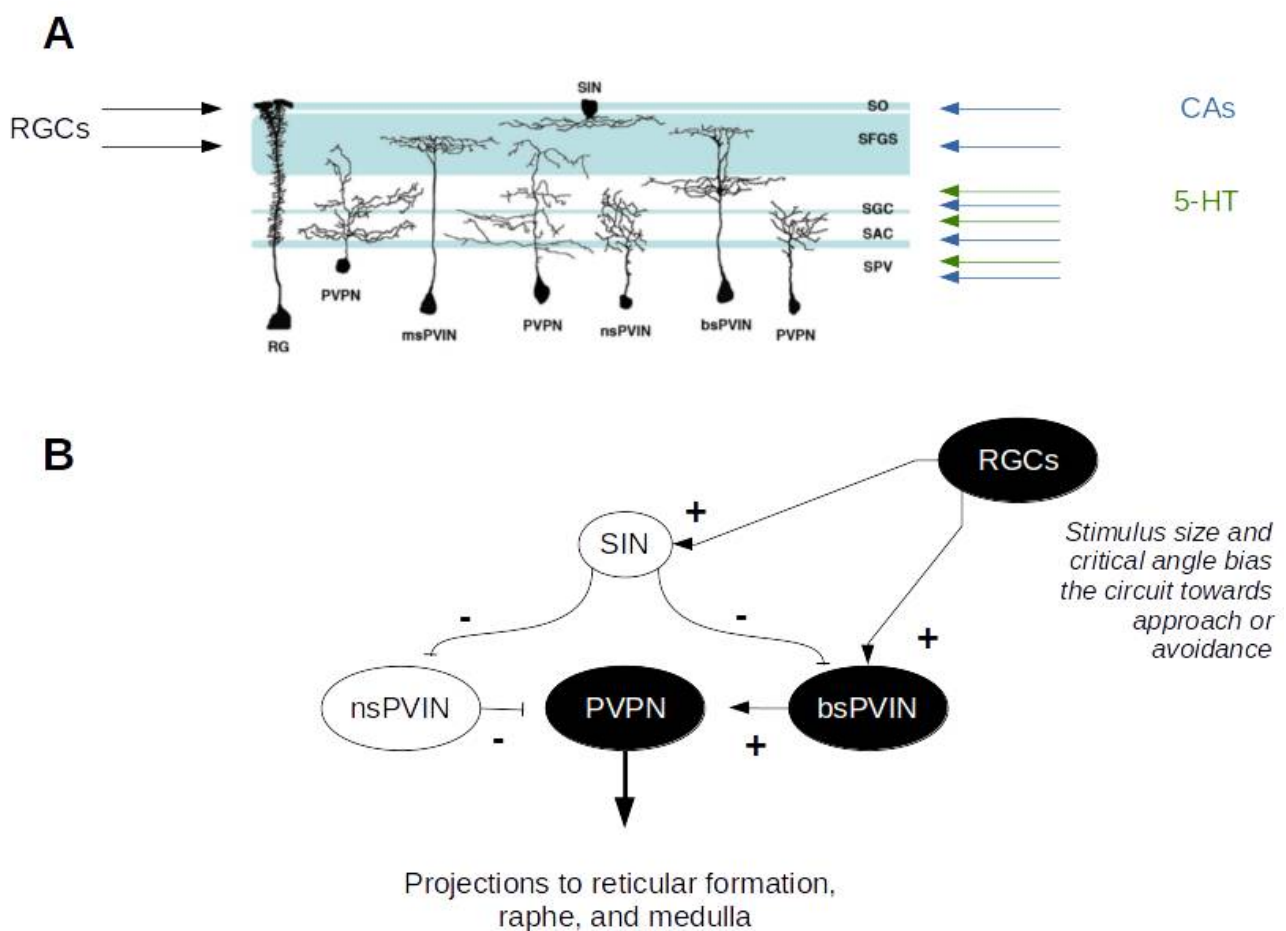 A
RGCs
SIN
SO
SFGS
SGC
SAC
SPV
CAs
5-HT
PVPN
msPVIN
PVPN
nsPVIN
bsPVIN
PVPN
RG
B
RGCs
+
SIN
Stimulus size and
critical angle bias
the circuit towards
approach or
avoidance
-
-
+
nsPVIN
PVPN
bsPVIN
-
+
Projections to reticular formation,
raphe, and medulla